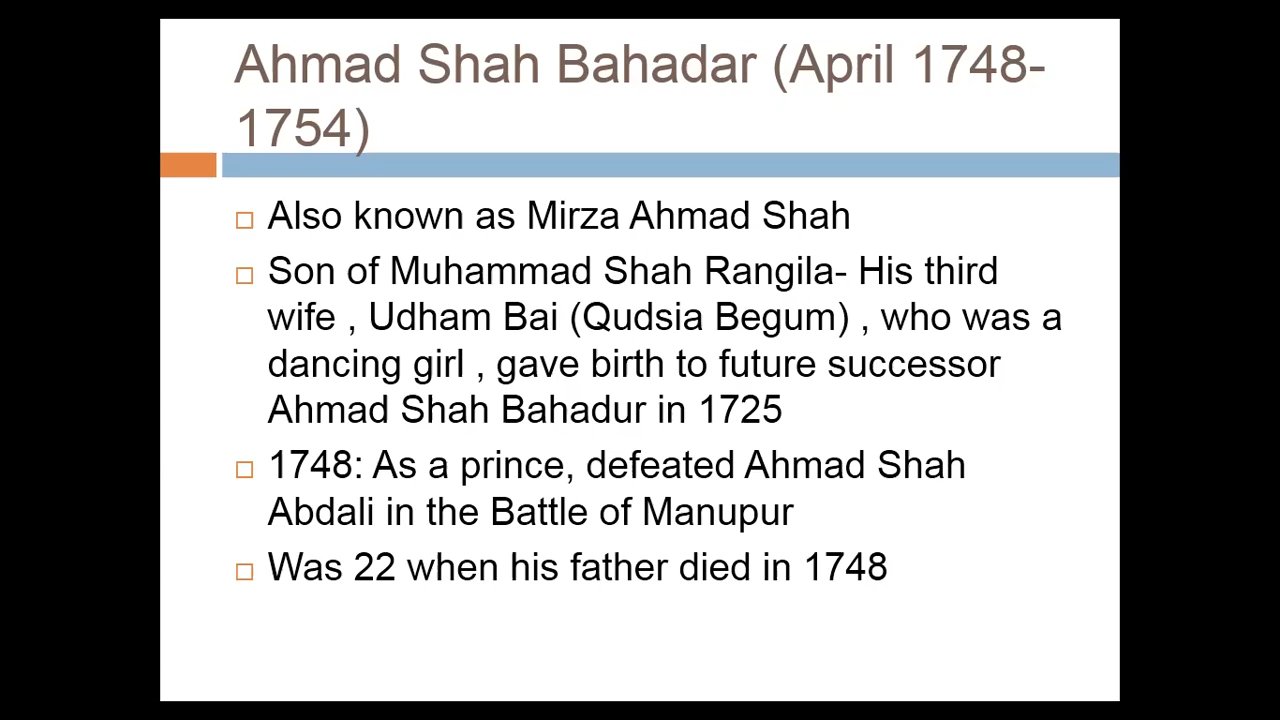 Ahmad Shah Bahadar (April 1748-
1754)
Also known as Mirza Ahmad Shah
Son of Muhammad Shah Rangila- His third
wife , Udham Bai (Qudsia Begum) , who was a
dancing girl , gave birth to future successor
Ahmad Shah Bahadur in 1725
1748: As a prince, defeated Ahmad Shah
Abdali in the Battle of Manupur
Was 22 when his father died in 1748